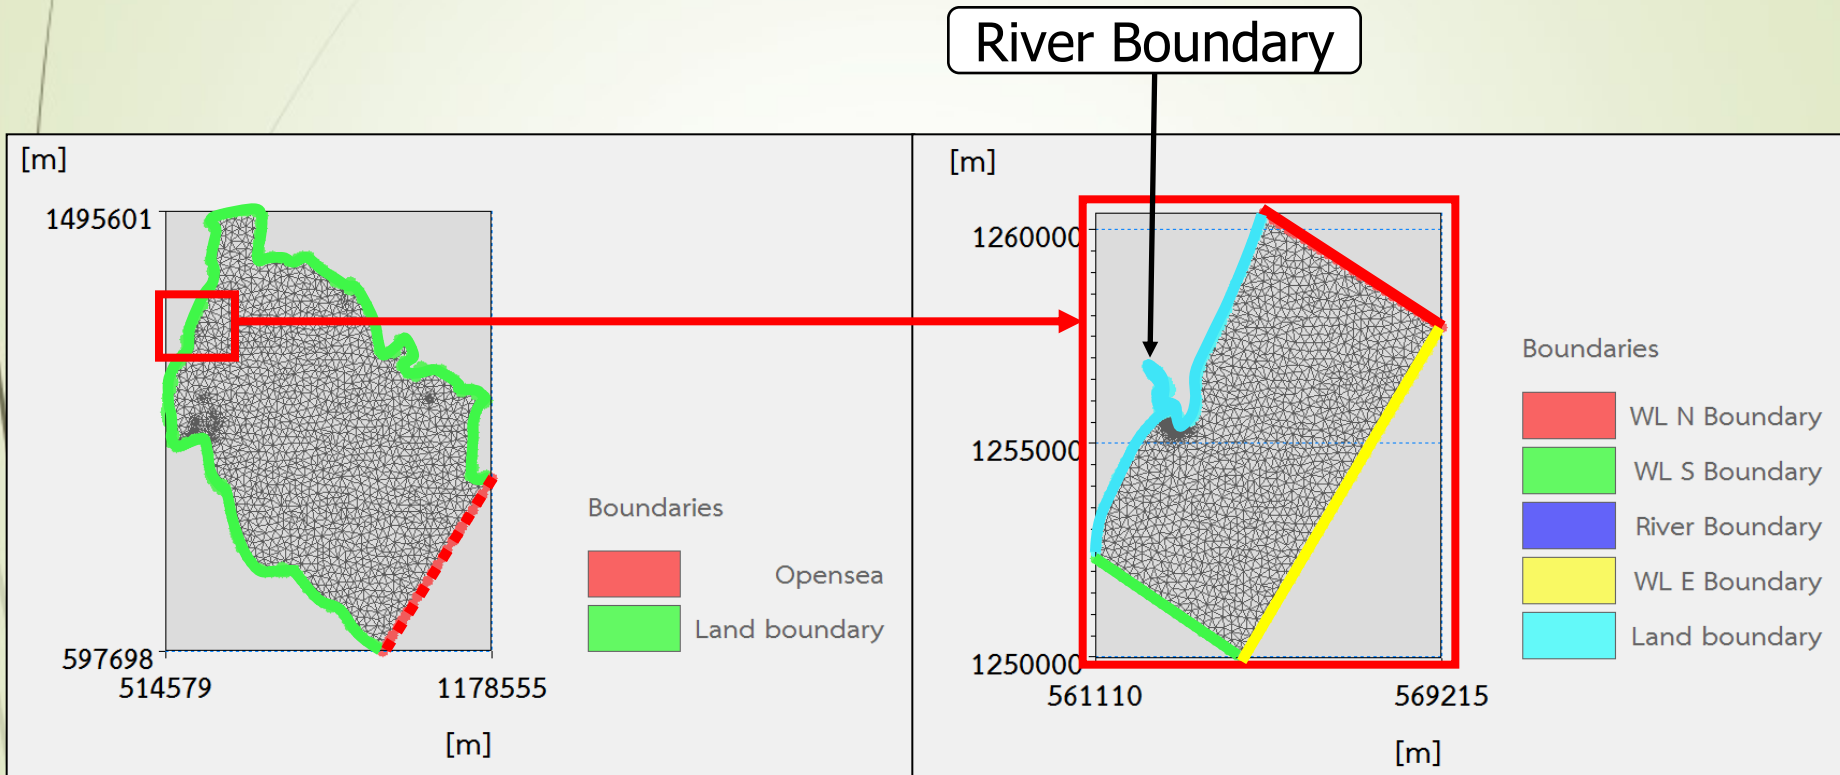 River Boundary
[m]
1495601
597698
514579
1178555
[m]
Boundaries
Opensea
Land boundary
[m]
1260000
1255000
1250000
561110
569215
[m]
Boundaries
WL N Boundary
WL S Boundary
River Boundary
WL E Boundary
Land boundary